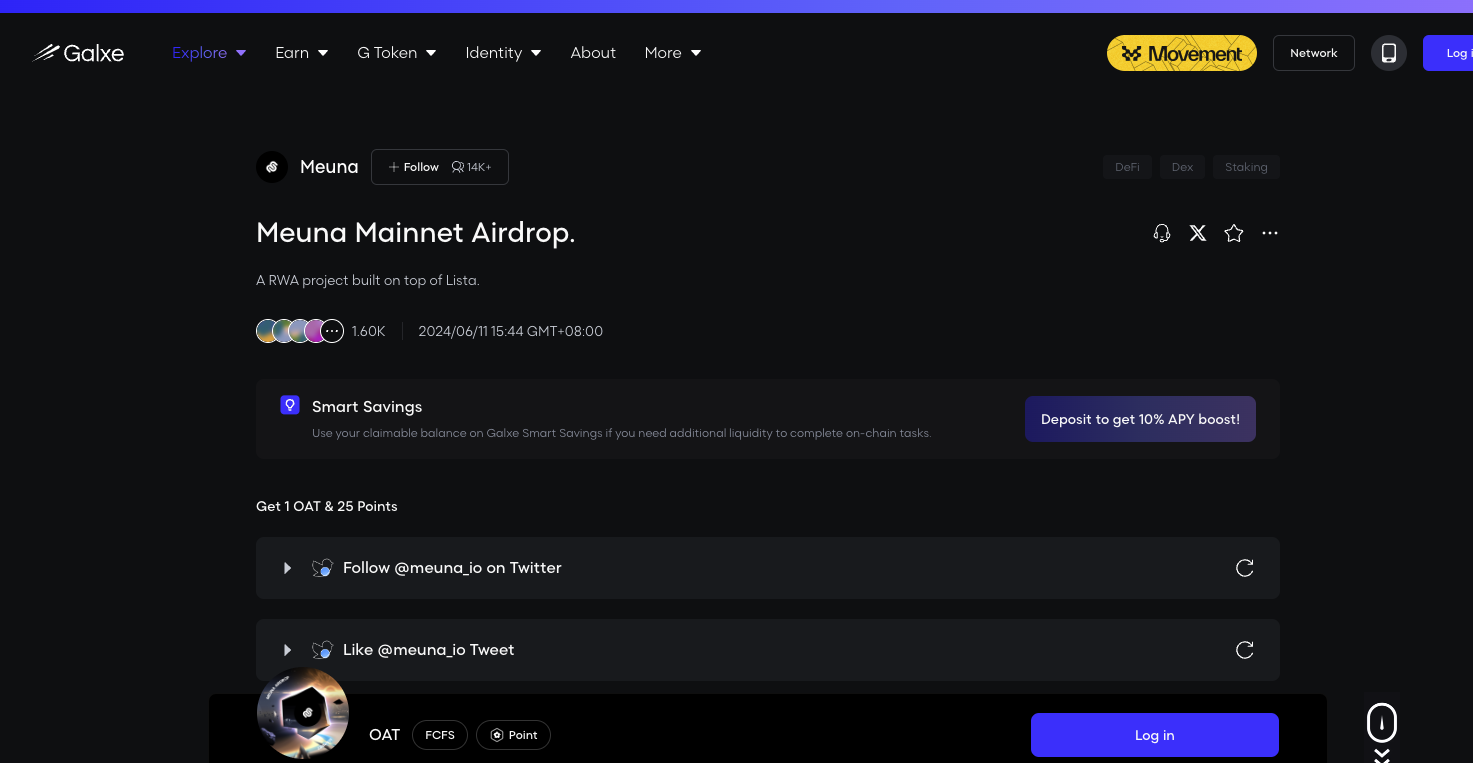 Galxe
Explore Earn G Token Identity About More
Movement Network Log i
Meuna + Follow 14K+
DeFi Dex Staking
Meuna Mainnet Airdrop.
A RWA project built on top of Lista.
1.60K 2024/06/11 15:44 GMT+08:00
Smart Savings
Use your claimable balance on Galxe Smart Savings if you need additional liquidity to complete on-chain tasks.
Deposit to get 10% APY boost!
Get 1 OAT & 25 Points
Follow @meuna_io on Twitter
Like @meuna_io Tweet
OAT FCFS Point
Log in